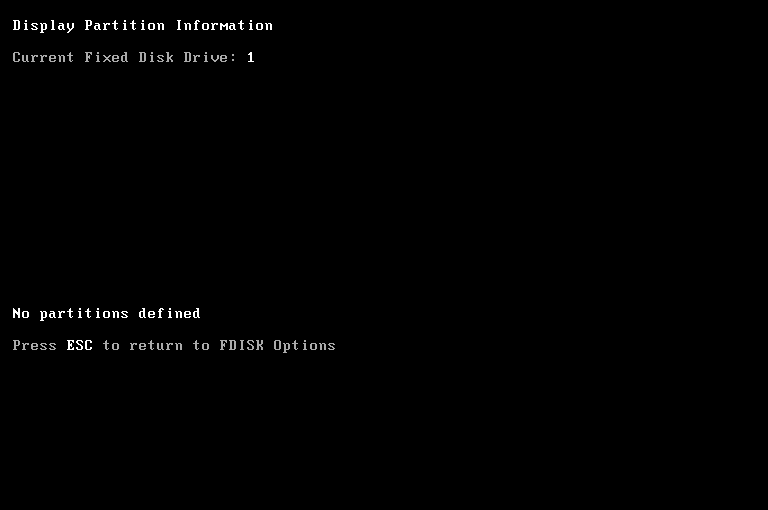 Display Partition Information
Current Fixed Disk Drive: 1
No partitions defined
Press ESC to return to FDISK Options